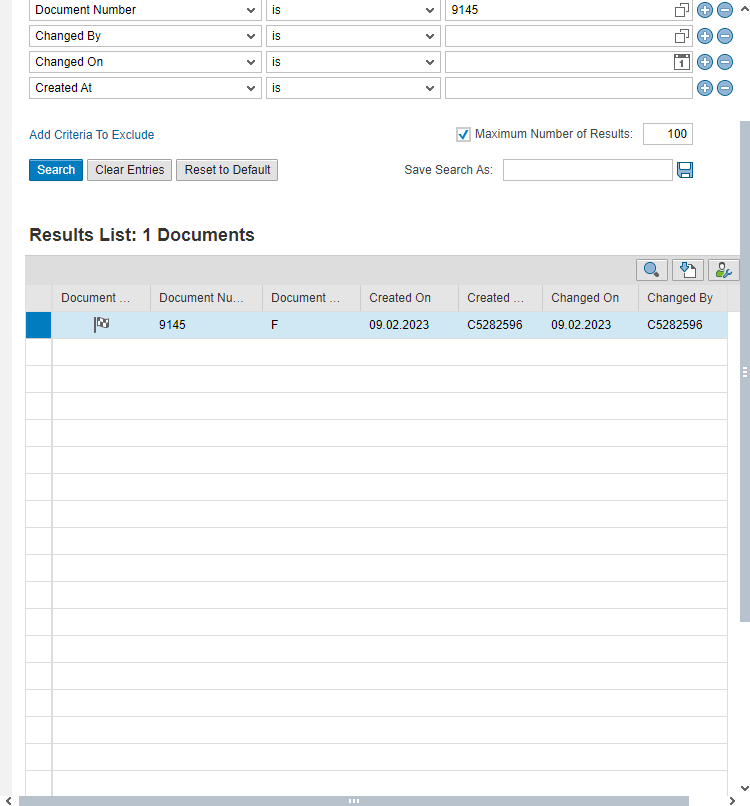 Document Number is 9145
Changed By is
Changed On is 1
Created At is
Add Criteria To Exclude Maximum Number of Results: 100
Search Clear Entries Reset to Default Save Search As:
Results List: 1 Documents
Document ... Document Nu... Document ... Created On Created ... Changed On Changed By
9145 F 09.02.2023 C5282596 09.02.2023 C5282596